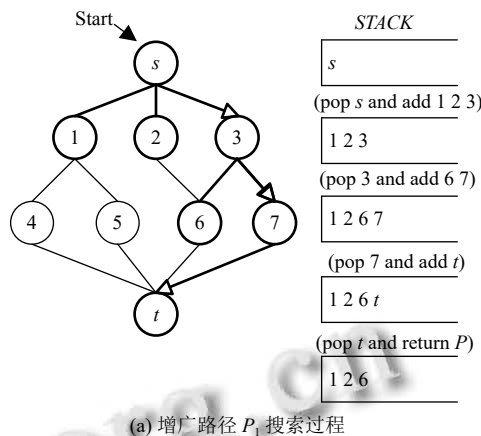 Start
STACK
s
s
(pop s and add 1 2 3)
1
2
3
1 2 3
(pop 3 and add 6 7)
4
5
6
7
1 2 6 7
(pop 7 and add t)
t
1 2 6 t
(pop t and return P)
1 2 6
(a) 增广路径 P1 搜索过程